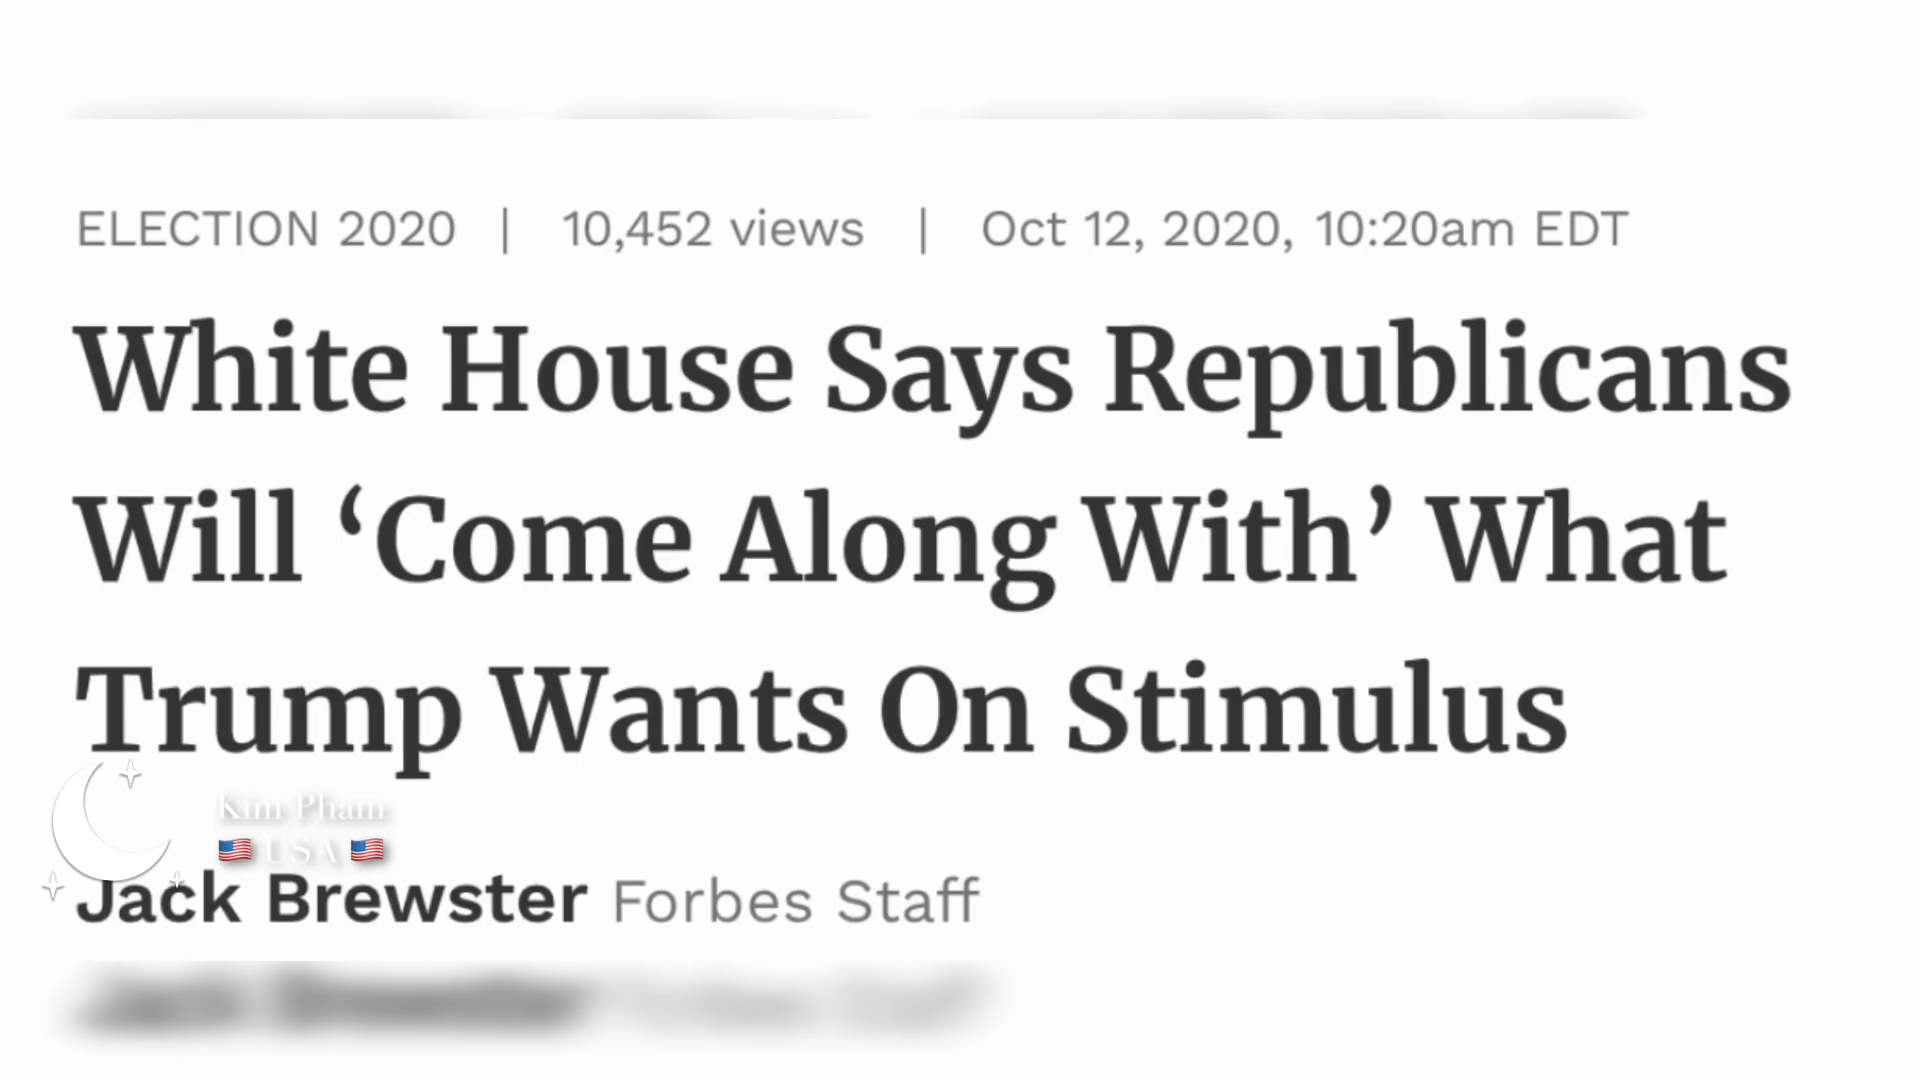 ELECTION 2020 | 10,452 views | Oct 12, 2020, 10:20am EDT
White House Says Republicans
Will ‘Come Along With’ What
Trump Wants On Stimulus
Kim Pham
🇺🇸 USA 🇺🇸
Jack Brewster Forbes Staff